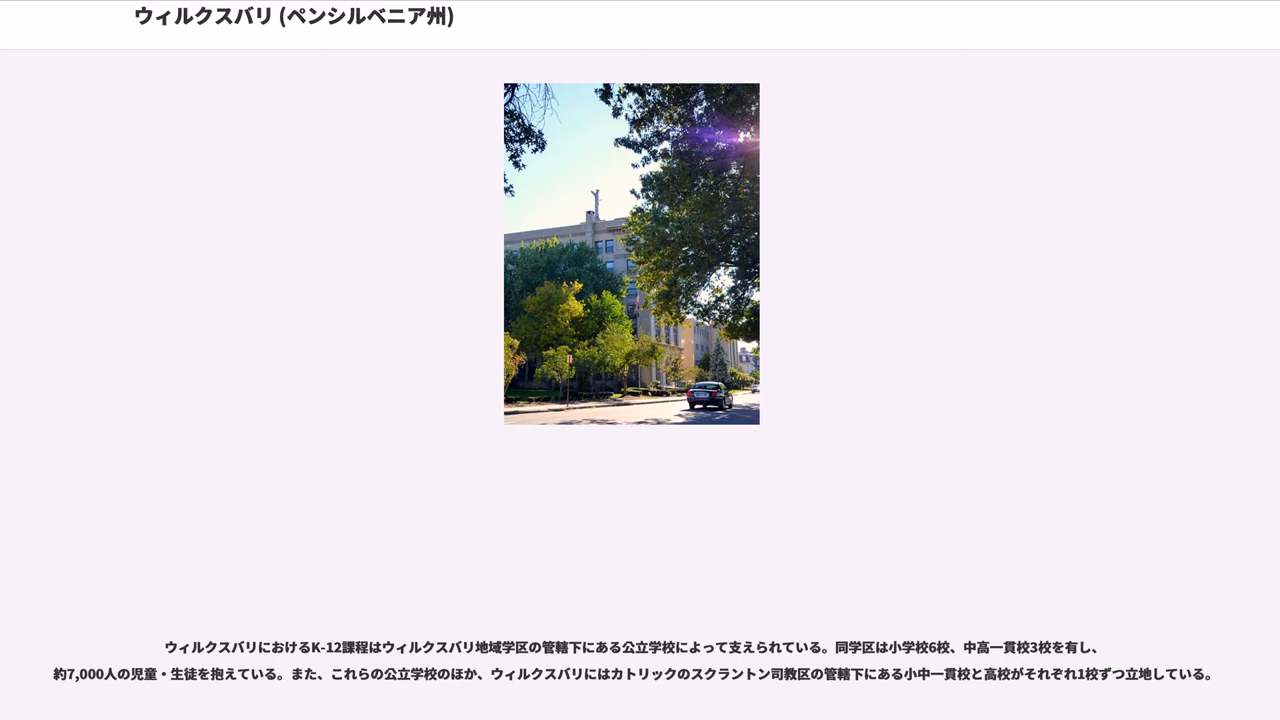 ウィルクスバリ (ペンシルベニア州)
ウィルクスバリにおけるK-12課程はウィルクスバリ地域学区の管轄下にある公立学校によって支えられている。同学区は小学校6校、中高一貫校3校を有し、
約7,000人の児童・生徒を抱えている。また、これらの公立学校のほか、ウィルクスバリにはカトリックのスクラントン司教区の管轄下にある小中一貫校と高校がそれぞれ1校ずつ立地している。